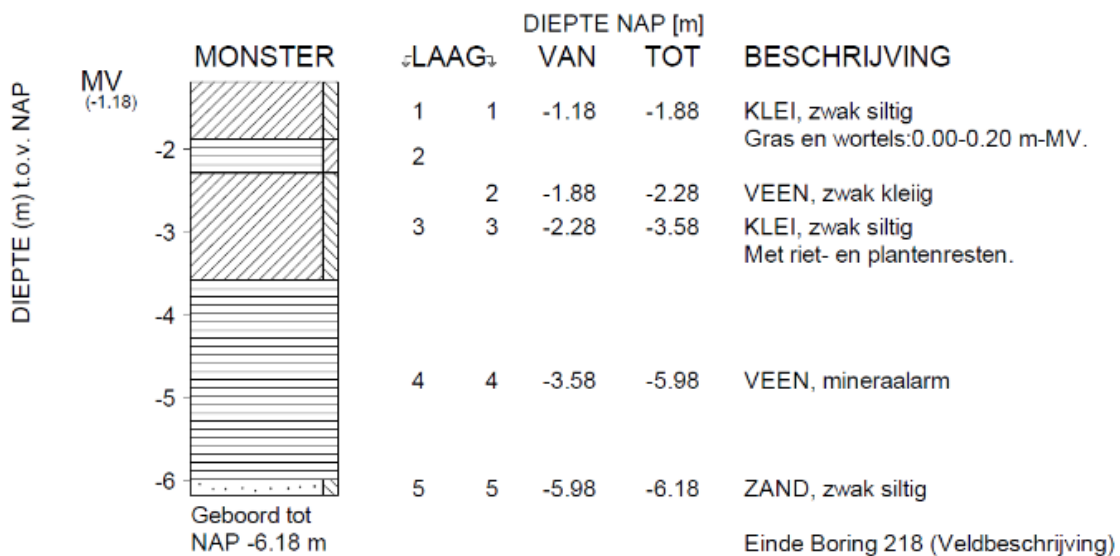 DIEPTE NAP [m]
MONSTER LAAG VAN TOT BESCHRIJVING
MV
(-1.18)
DIEPTE (m) t.o.v. NAP
1 1 -1.18 -1.88 KLEI, zwak siltig
Gras en wortels:0.00-0.20 m-MV.
-2 2
2 -1.88 -2.28 VEEN, zwak kleiig
-3 3 3 -2.28 -3.58 KLEI, zwak siltig
Met riet- en plantenresten.
-4
4 4 -3.58 -5.98 VEEN, mineraalarm
-5
-6 5 5 -5.98 -6.18 ZAND, zwak siltig
Geboord tot
NAP -6.18 m
Einde Boring 218 (Veldbeschrijving)